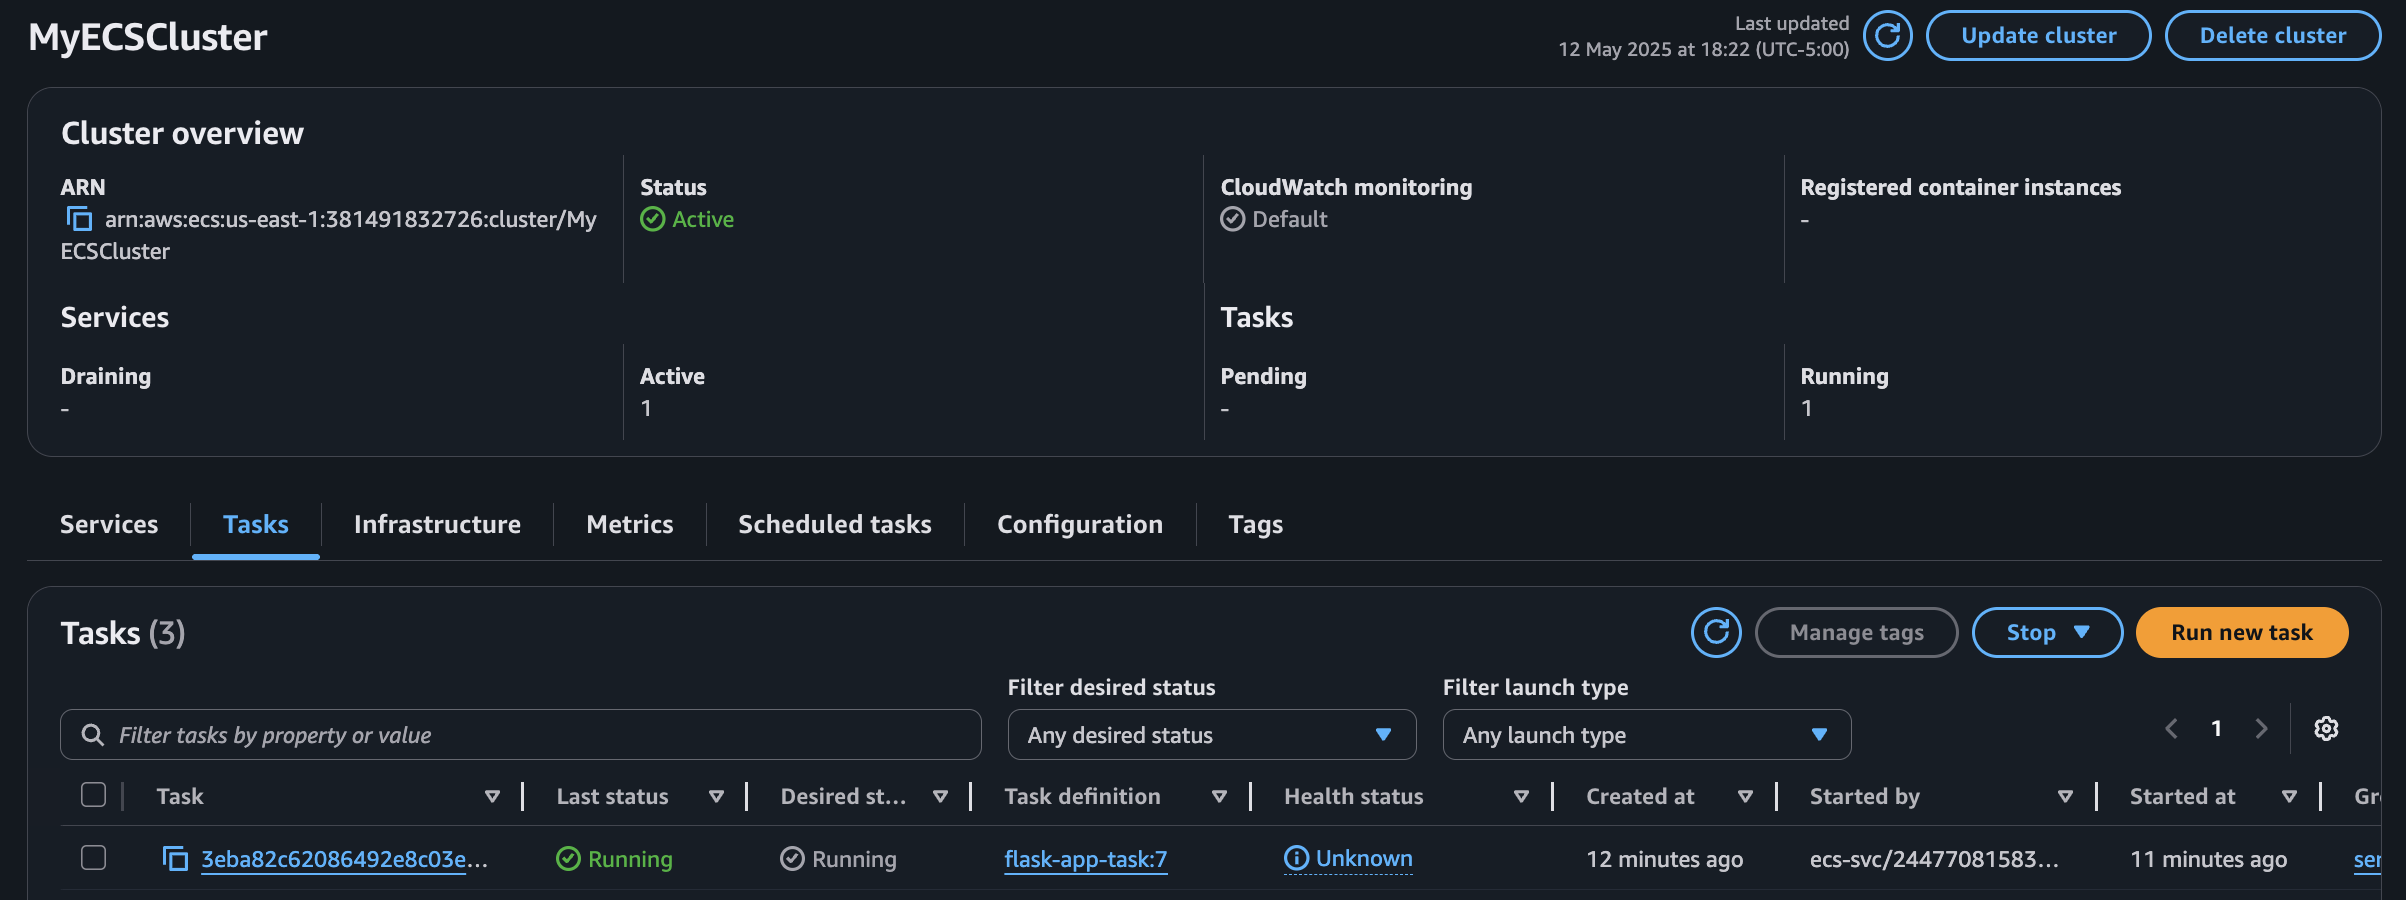 MyECSCluster
Last updated
12 May 2025 at 18:22 (UTC-5:00)
Update cluster
Delete cluster
Cluster overview
ARN
arn:aws:ecs:us-east-1:381491832726:cluster/My
ECSCluster
Status
Active
CloudWatch monitoring
Default
Registered container instances
-
Services
Tasks
Draining
-
Active
1
Pending
-
Running
1
Services Tasks Infrastructure Metrics Scheduled tasks Configuration Tags
Tasks (3)
Manage tags
Stop
Run new task
Filter tasks by property or value
Filter desired status
Any desired status
Filter launch type
Any launch type
1
Task Last status Desired st... Task definition Health status Created at Started by Started at Gr
3eba82c62086492e8c03e... Running Running flask-app-task:7 Unknown 12 minutes ago ecs-svc/24477081583... 11 minutes ago ser